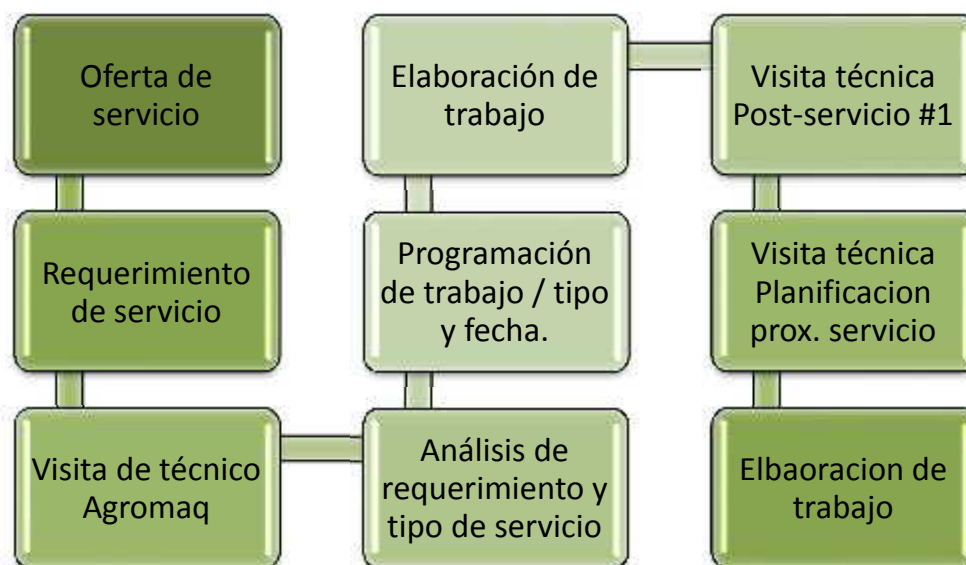 Oferta de
servicio
Requerimiento
de servicio
Visita de técnico
Agromaq
Análisis de
requerimiento y
tipo de servicio
Programación
de trabajo / tipo
y fecha.
Elaboración de
trabajo
Visita técnica
Post-servicio #1
Visita técnica
Planificacion
prox. servicio
Elbaoracion de
trabajo